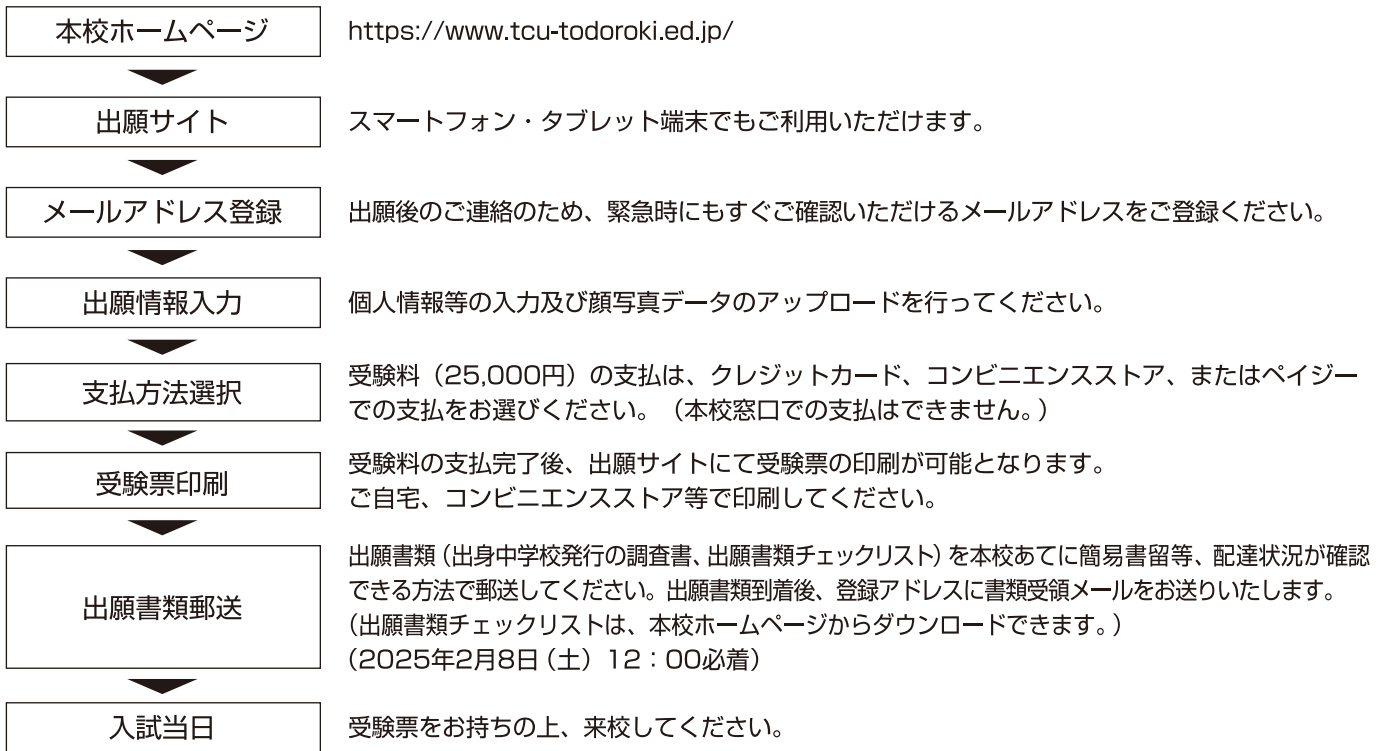 本校ホームページ
https://www.tcu-todoroki.ed.jp/
出願サイト
スマートフォン・タブレット端末でもご利用いただけます。
メールアドレス登録
出願後のご連絡のため、緊急時にもすぐご確認いただけるメールアドレスをご登録ください。
出願情報入力
個人情報等の入力及び顔写真データのアップロードを行ってください。
支払方法選択
受験料（25,000円）の支払は、クレジットカード、コンビニエンスストア、またはペイジー
での支払をお選びください。（本校窓口での支払はできません。）
受験票印刷
受験料の支払完了後、出願サイトにて受験票の印刷が可能となります。
ご自宅、コンビニエンスストア等で印刷してください。
出願書類郵送
出願書類（出身中学校発行の調査書、出願書類チェックリスト）を本校あてに簡易書留等、配達状況が確認
できる方法で郵送してください。出願書類到着後、登録アドレスに書類受領メールをお送りいたします。
（出願書類チェックリストは、本校ホームページからダウンロードできます。）
（2025年2月8日（土）12：00必着）
入試当日
受験票をお持ちの上、来校してください。